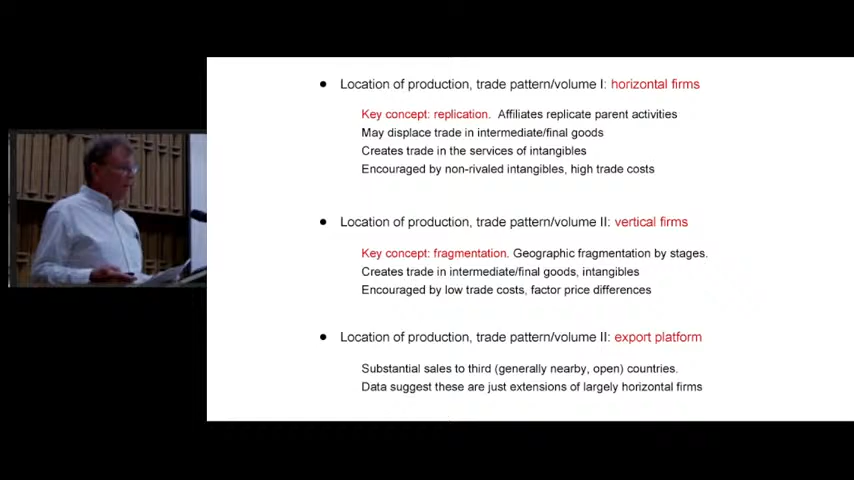 ● Location of production, trade pattern/volume I: horizontal firms
Key concept: replication. Affiliates replicate parent activities
May displace trade in intermediate/final goods
Creates trade in the services of intangibles
Encouraged by non-rivaled intangibles, high trade costs
● Location of production, trade pattern/volume II: vertical firms
Key concept: fragmentation. Geographic fragmentation by stages.
Creates trade in intermediate/final goods, intangibles
Encouraged by low trade costs, factor price differences
● Location of production, trade pattern/volume II: export platform
Substantial sales to third (generally nearby, open) countries.
Data suggest these are just extensions of largely horizontal firms